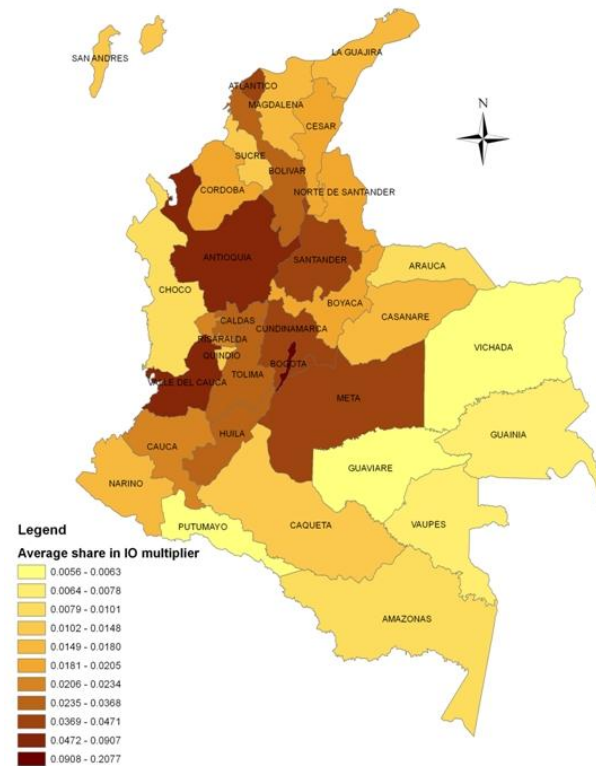 LA GUAJIRA
SAN ANDRES
ATLANTICO
MAGDALENA
N
CESAR
SUCRE
BOLIVAR
CORDOBA
NORTE DE SANTANDER
ANTIOQUIA
SANTANDER
ARAUCA
CHOCO
BOYACA
CASANARE
CALDAS
CUNDINAMARCA
VICHADA
RISARALDA
QUINDIO
BOGOTA
VALLE DEL CAUCA
TOLIMA
META
GUAINIA
HUILA
CAUCA
GUAVIARE
NARINO
VAUPES
CAQUETA
PUTUMAYO
AMAZONAS
Legend
Average share in IO multiplier
0.0056 - 0.0063
0.0064 - 0.0078
0.0079 - 0.0101
0.0102 - 0.0148
0.0149 - 0.0180
0.0181 - 0.0205
0.0206 - 0.0234
0.0235 - 0.0368
0.0369 - 0.0471
0.0472 - 0.0907
0.0908 - 0.2077